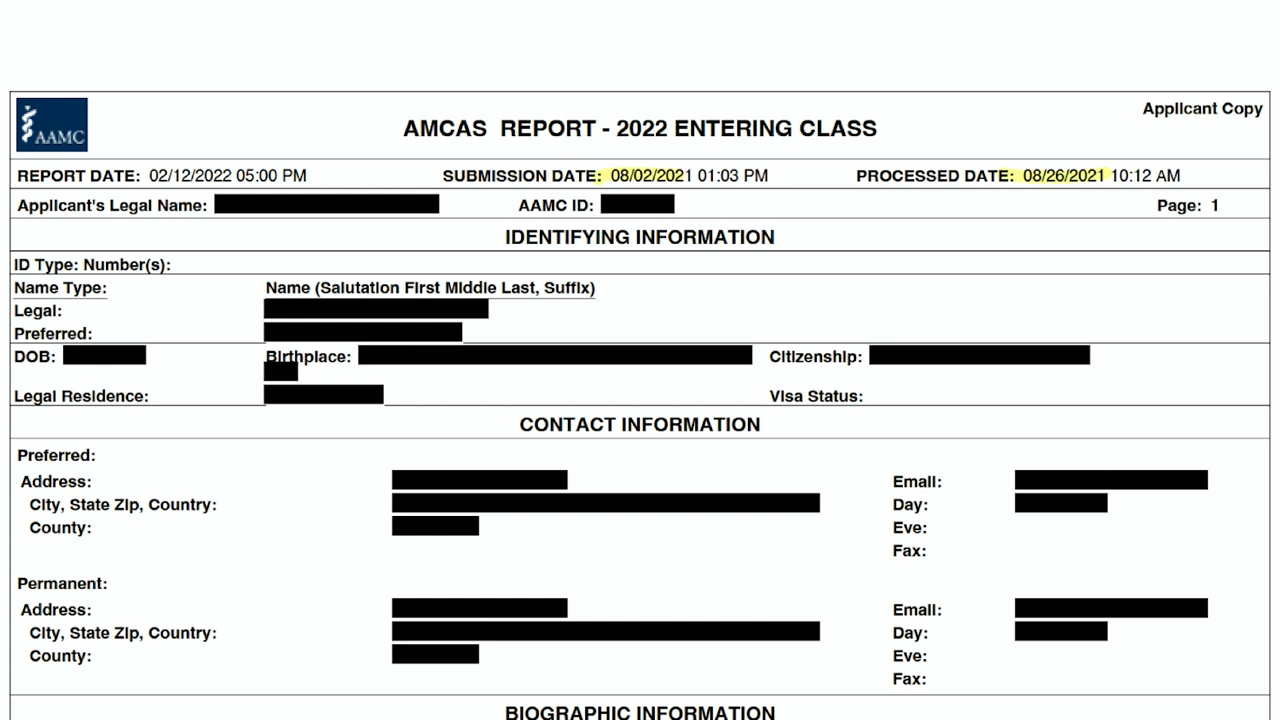 AAMC
AMCAS REPORT - 2022 ENTERING CLASS
Applicant Copy
REPORT DATE: 02/12/2022 05:00 PM SUBMISSION DATE: 08/02/2021 01:03 PM PROCESSED DATE: 08/26/2021 10:12 AM
Applicant's Legal Name: AAMC ID: Page: 1
IDENTIFYING INFORMATION
ID Type: Number(s):
Name Type: Name (Salutation First Middle Last, Suffix)
Legal:
Preferred:
DOB: Birthplace: Citizenship:
Legal Residence: Visa Status:
CONTACT INFORMATION
Preferred:
Address: Email:
City, State Zip, Country: Day:
County: Eve:
Fax:
Permanent:
Address: Email:
City, State Zip, Country: Day:
County: Eve:
Fax:
BIOGRAPHIC INFORMATION